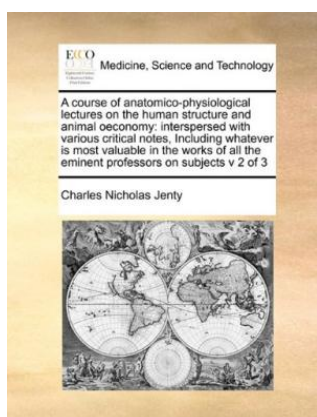 ECCO
Medicine, Science and Technology
A course of anatomico-physiological
lectures on the human structure and
animal oeconomy: interspersed with
various critical notes, Including whatever
is most valuable in the works of all the
eminent professors on subjects v 2 of 3
Charles Nicholas Jenty